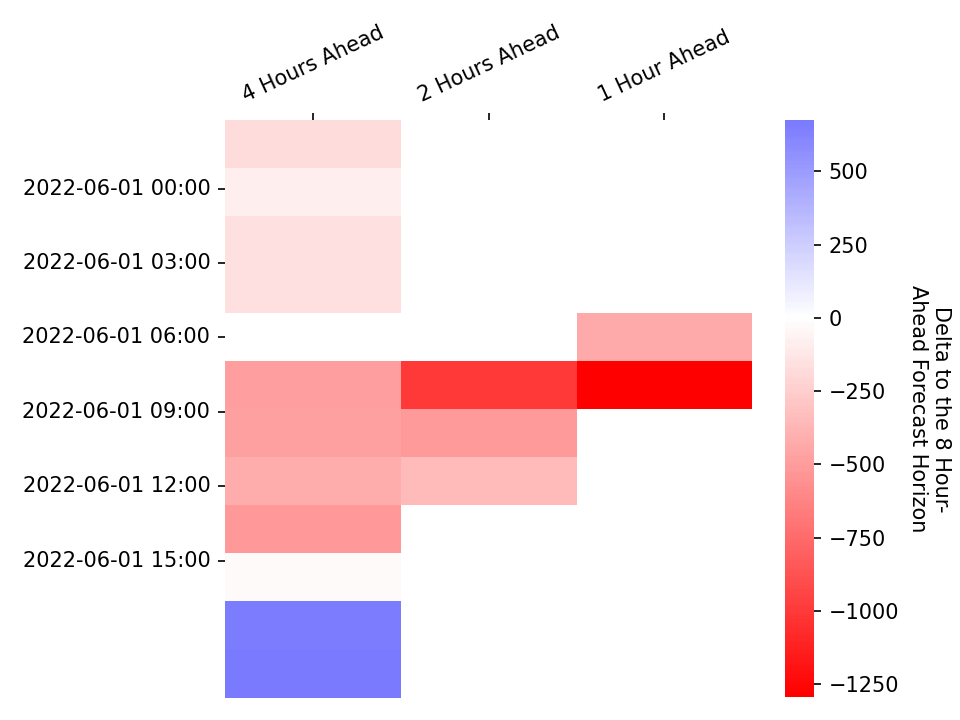 4 Hours Ahead
2 Hours Ahead
1 Hour Ahead
2022-06-01 00:00
2022-06-01 03:00
2022-06-01 06:00
2022-06-01 09:00
2022-06-01 12:00
2022-06-01 15:00
500
250
0
−250
−500
−750
−1000
−1250
Delta to the 8 Hour-
Ahead Forecast Horizon